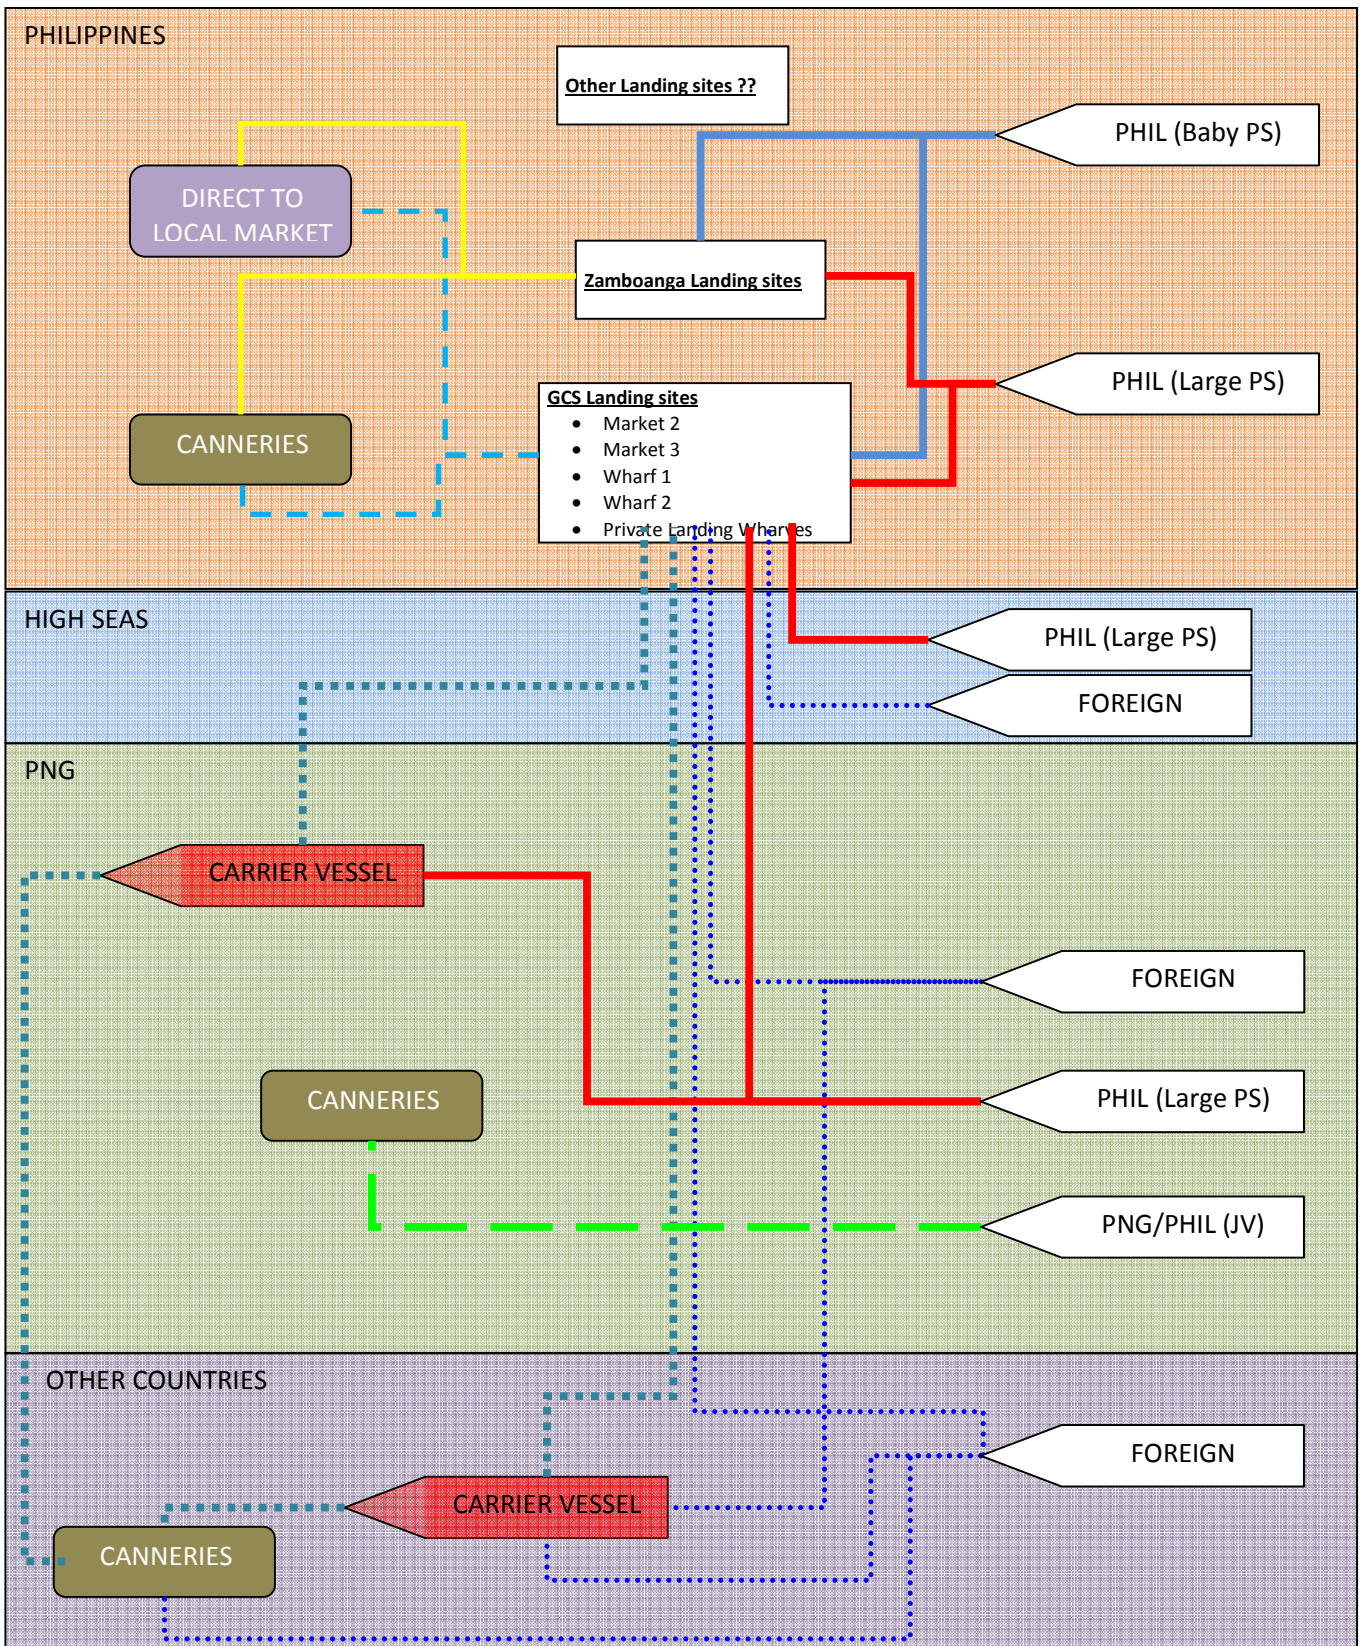 PHILIPPINES
Other Landing sites ??
PHIL (Baby PS)
DIRECT TO
LOCAL MARKET
Zamboanga Landing sites
PHIL (Large PS)
GCS Landing sites
• Market 2
• Market 3
• Wharf 1
• Wharf 2
• Private Landing Wharves
CANNERIES
HIGH SEAS
PHIL (Large PS)
FOREIGN
PNG
CARRIER VESSEL
FOREIGN
CANNERIES
PHIL (Large PS)
PNG/PHIL (JV)
OTHER COUNTRIES
FOREIGN
CARRIER VESSEL
CANNERIES